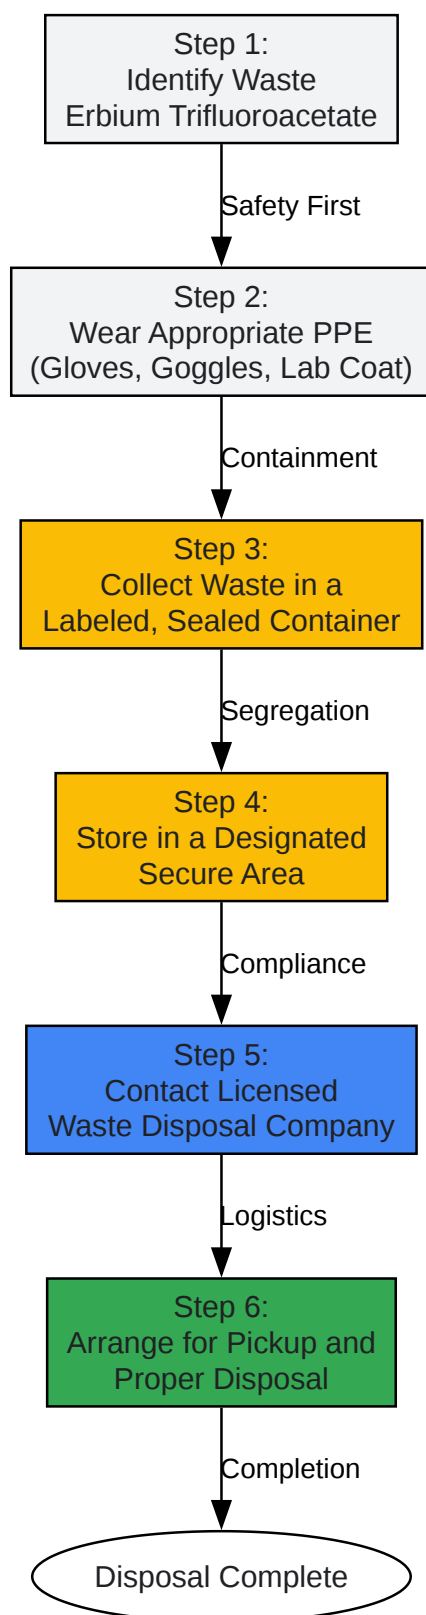 Step 1:
Identify Waste
Erbium Trifluoroacetate
Safety First
Step 2:
Wear Appropriate PPE
(Gloves, Goggles, Lab Coat)
Containment
Step 3:
Collect Waste in a
Labeled, Sealed Container
Segregation
Step 4:
Store in a Designated
Secure Area
Compliance
Step 5:
Contact Licensed
Waste Disposal Company
Logistics
Step 6:
Arrange for Pickup and
Proper Disposal
Completion
Disposal Complete